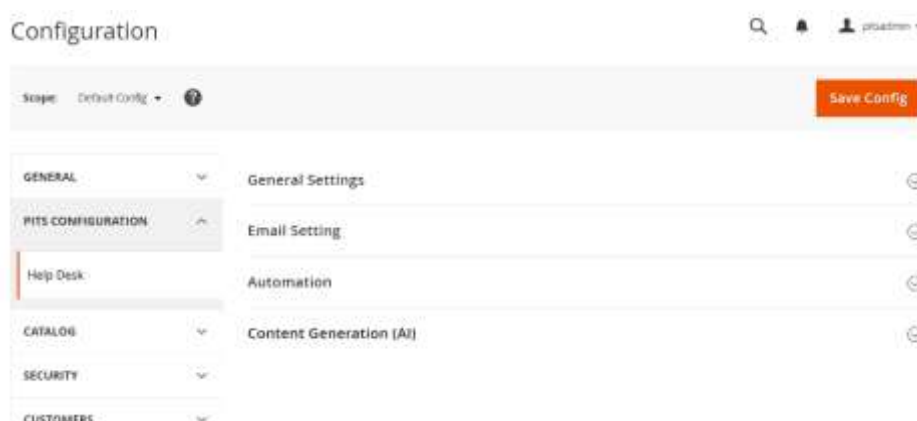 Configuration
Scope: Default Config
Save Config
GENERAL
PITS CONFIGURATION
Help Desk
CATALOG
SECURITY
CUSTOMERS
General Settings
Email Setting
Automation
Content Generation (AI)